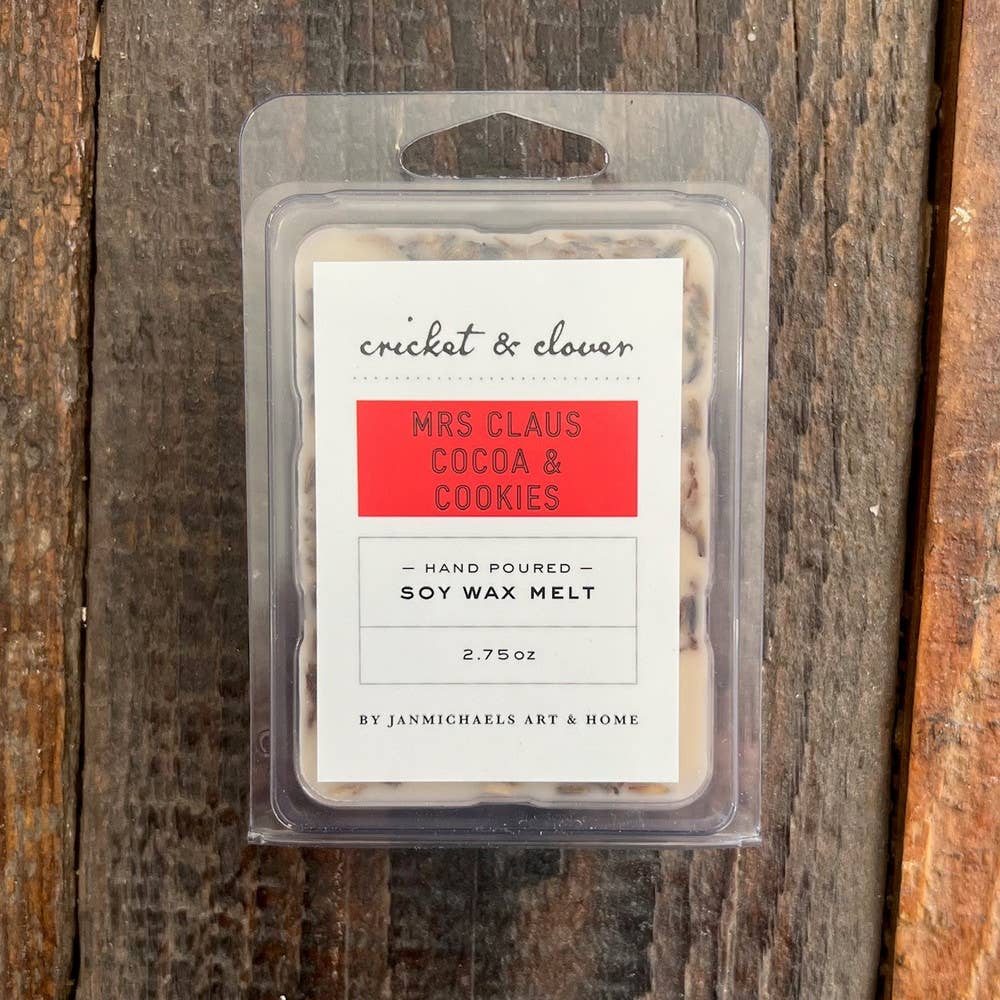 cricket & clover
MRS CLAUS
COCOA &
COOKIES
— HAND POURED —
SOY WAX MELT
2.75oz
BY JANMICHAELS ART & HOME